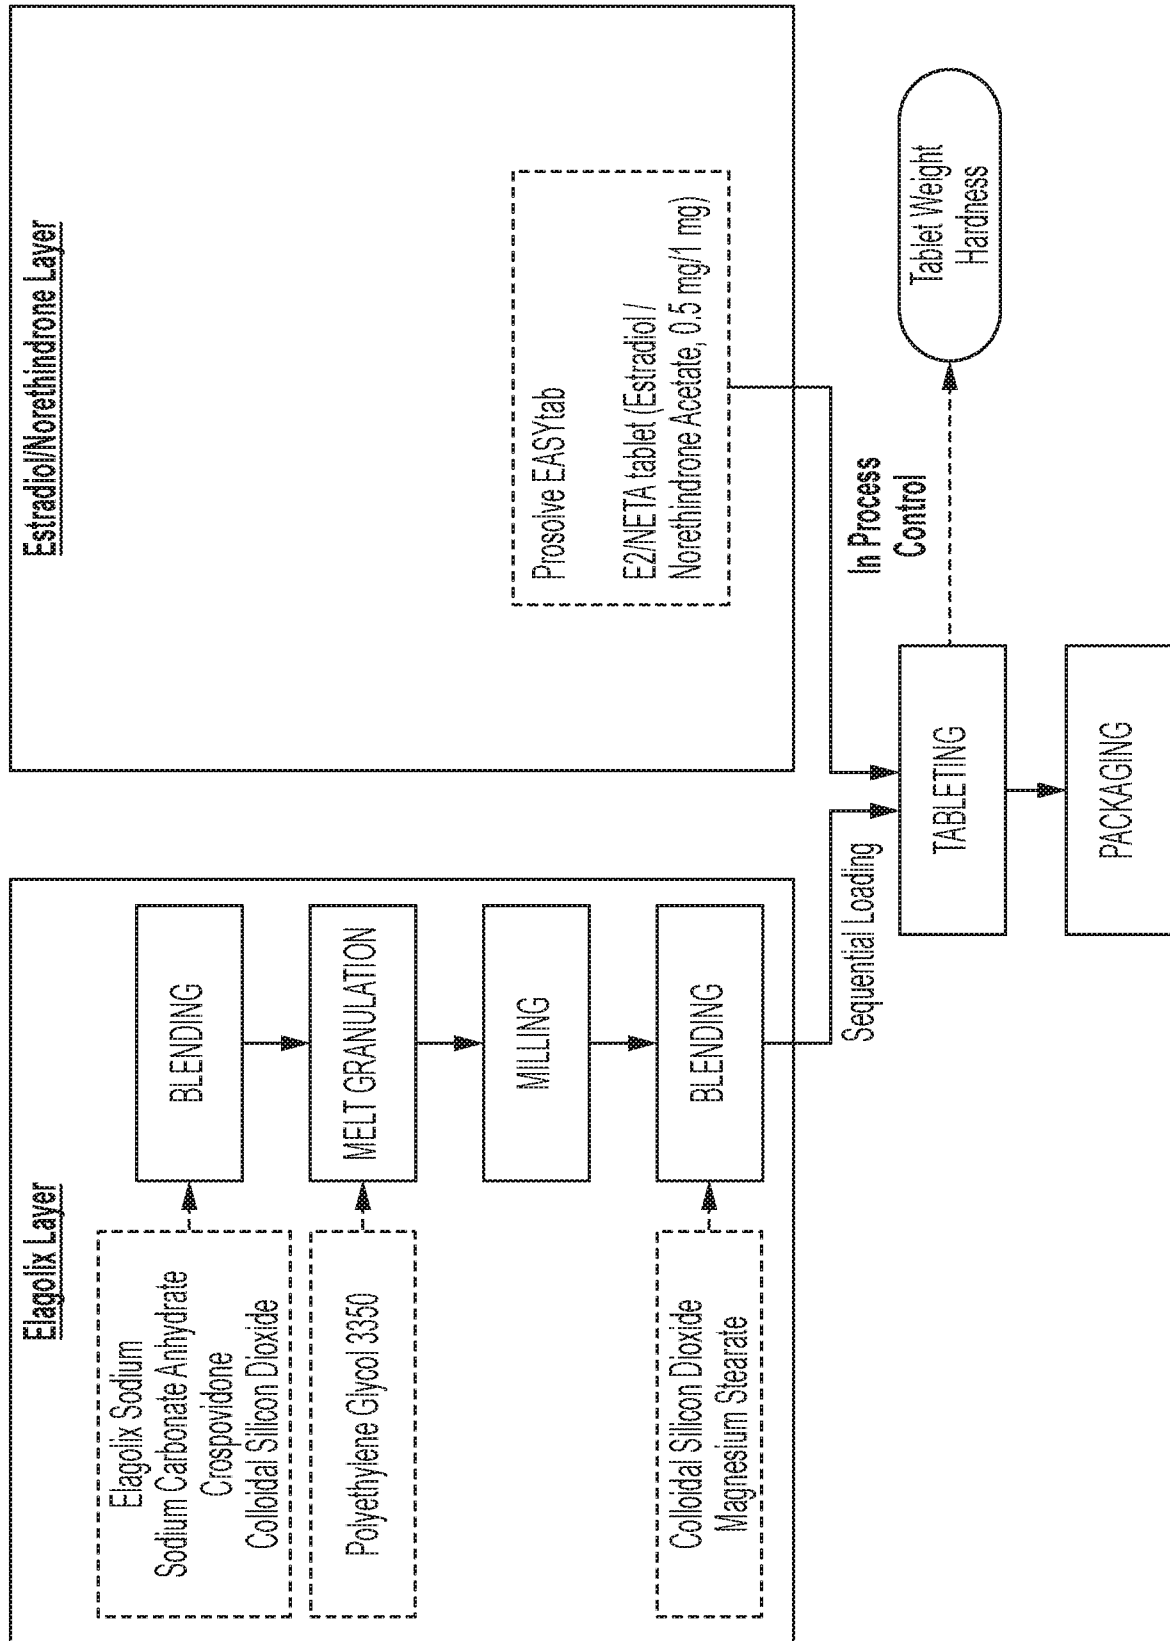 Elagolix Layer
Elagolix Sodium
Sodium Carbonate Anhydrate
Crospovidone
Colloidal Silicon Dioxide
BLENDING
Polyethylene Glycol 3350
MELT GRANULATION
MILLING
Colloidal Silicon Dioxide
Magnesium Stearate
BLENDING
Estradiol/Norethindrone Layer
Prosolve EASYtab
E2/NETA tablet (Estradiol /
Norethindrone Acetate, 0.5 mg/1 mg)
Sequential Loading
TABLETING
In Process
Control
Tablet Weight
Hardness
PACKAGING